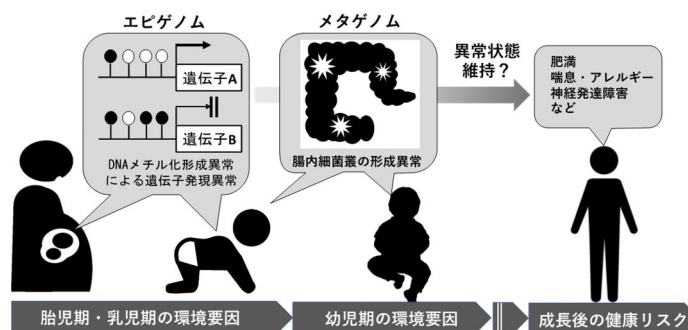 エピゲノム
遺伝子A
遺伝子B
DNAメチル化形成異常
による遺伝子発現異常
メタゲノム
腸内細菌叢の形成異常
異常状態
維持？
肥満
喘息・アレルギー
神経発達障害
など
胎児期・乳児期の環境要因
幼児期の環境要因
成長後の健康リスク